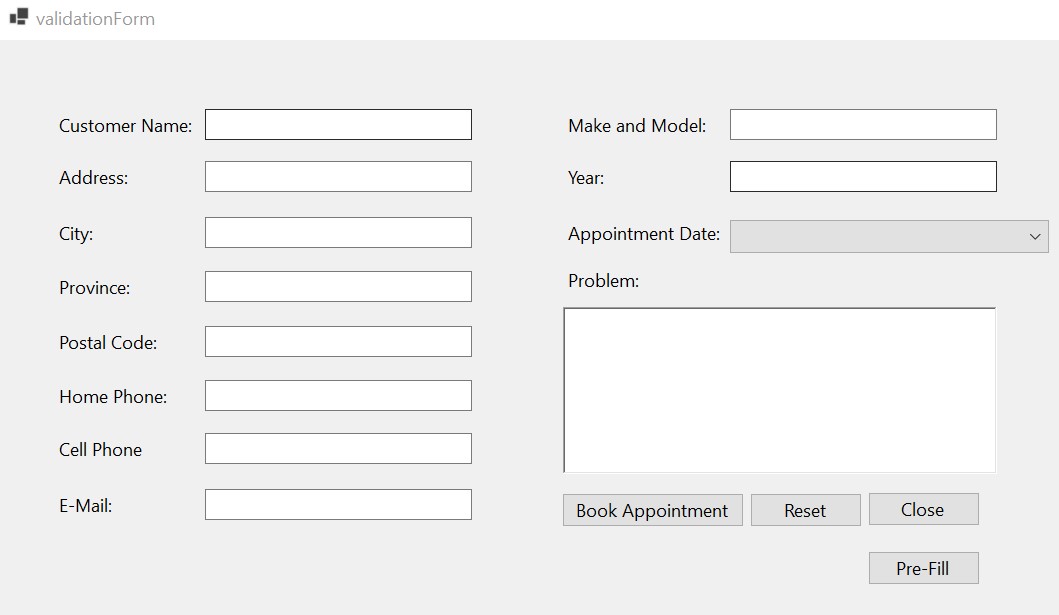 validationForm
Customer Name:
Address:
City:
Province:
Postal Code:
Home Phone:
Cell Phone
E-Mail:
Make and Model:
Year:
Appointment Date:
Problem:
Book Appointment
Reset
Close
Pre-Fill